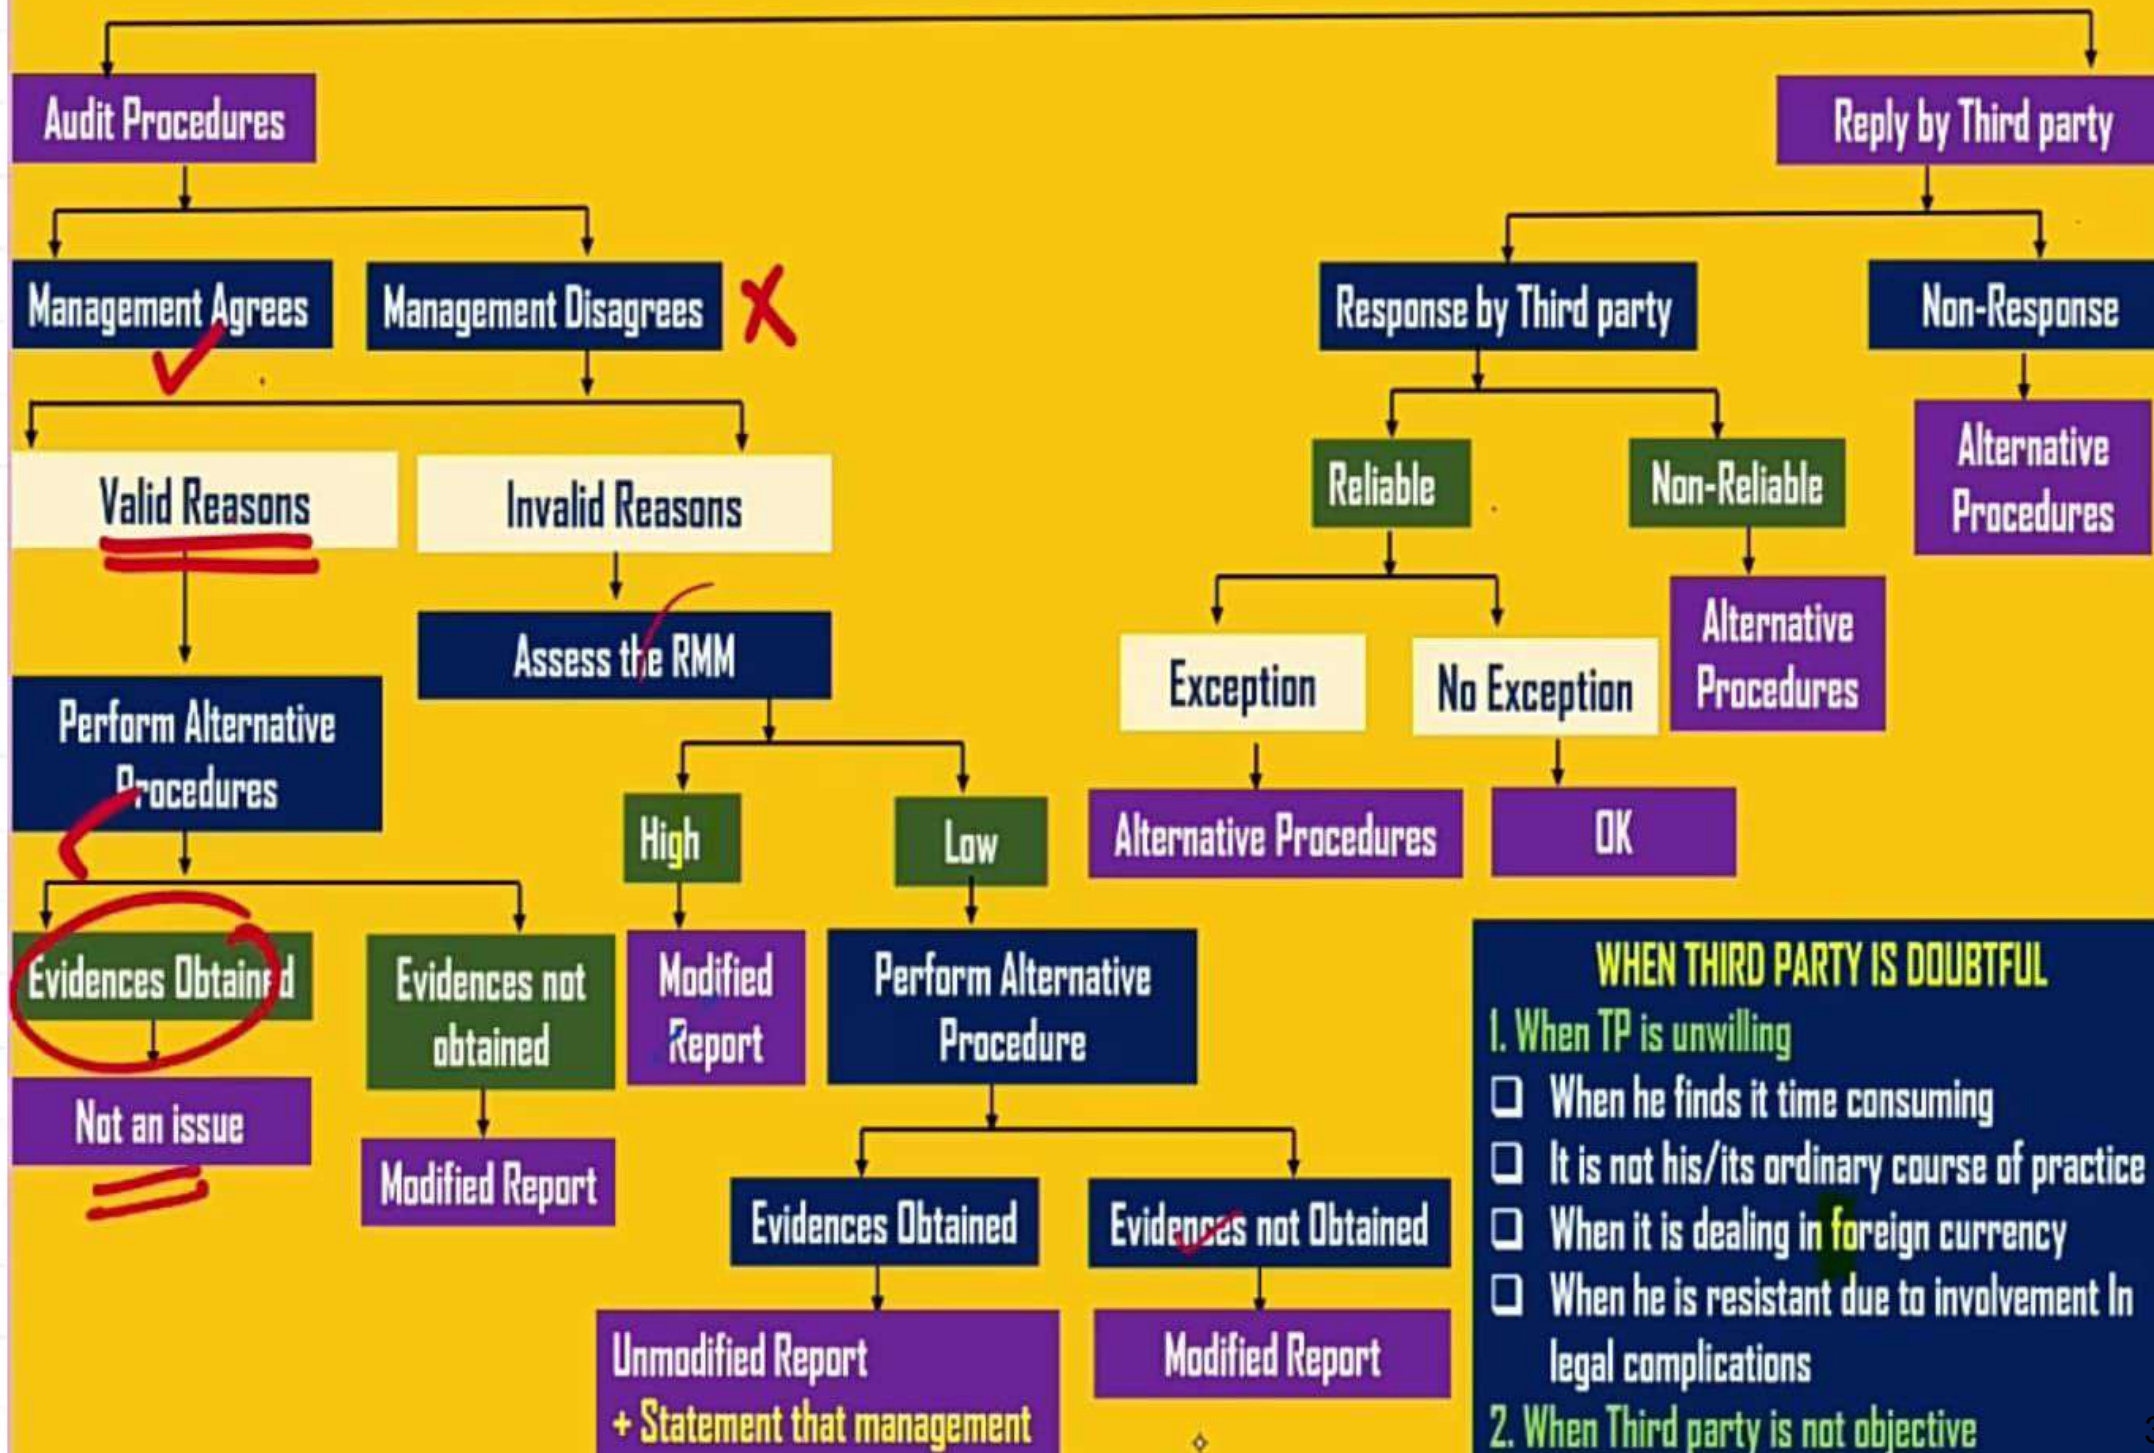 Audit Procedures
Reply by Third party
Management Agrees
Management Disagrees
Response by Third party
Non-Response
Valid Reasons
Invalid Reasons
Reliable
Non-Reliable
Alternative
Procedures
Assess the RMM
Exception
No Exception
Alternative
Procedures
Perform Alternative
Procedures
High
Low
Alternative Procedures
OK
Evidences Obtained
Evidences not
obtained
Modified
Report
Perform Alternative
Procedure
Not an issue
Modified Report
Evidences Obtained
Evidences not Obtained
Unmodified Report
+ Statement that management
Modified Report
WHEN THIRD PARTY IS DOUBTFUL
1. When TP is unwilling
❑ When he finds it time consuming
❑ It is not his/its ordinary course of practice
❑ When it is dealing in foreign currency
❑ When he is resistant due to involvement In
legal complications
2. When Third party is not objective